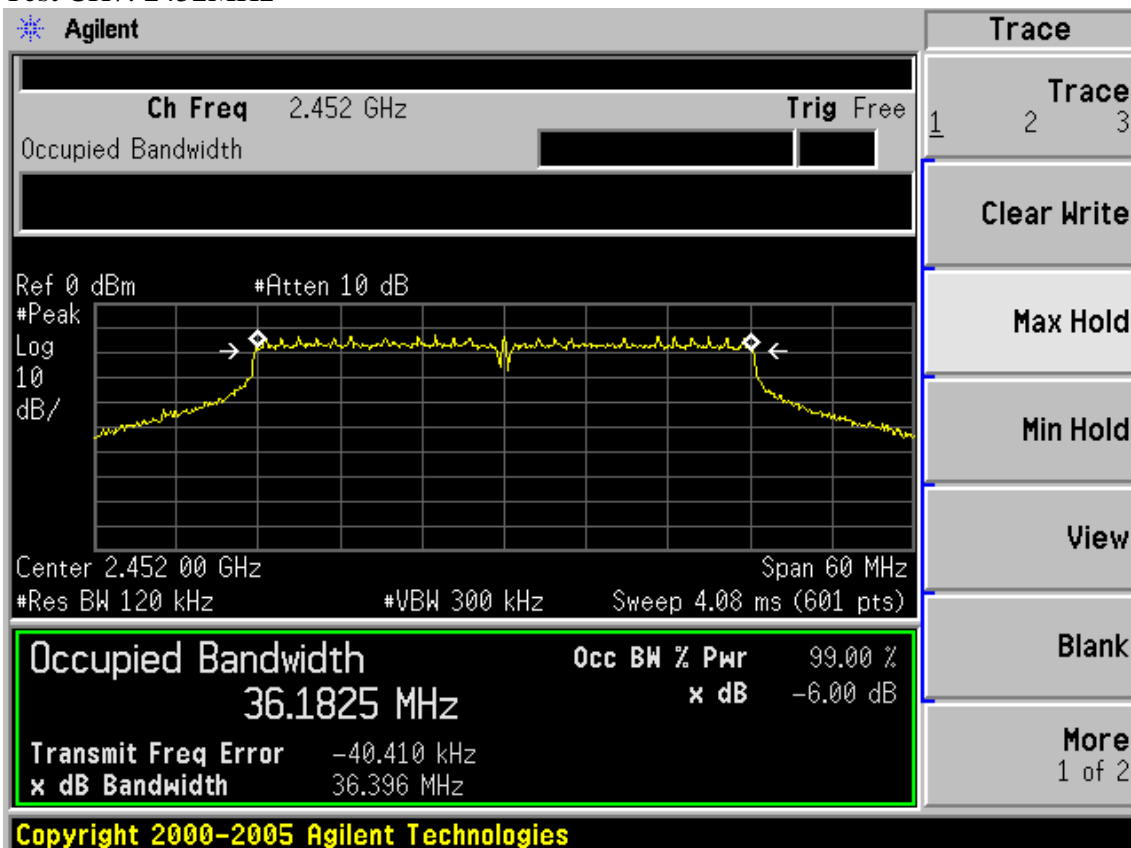 Agilent
Trace
Ch Freq 2.452 GHz Trig Free
Occupied Bandwidth
Trace
1 2 3
Clear Write
Max Hold
Min Hold
View
Blank
More
1 of 2
Ref 0 dBm #Atten 10 dB
#Peak
Log
10
dB/
Center 2.452 00 GHz Span 60 MHz
#Res BW 120 kHz #VBW 300 kHz Sweep 4.08 ms (601 pts)
Occupied Bandwidth Occ BW % Pwr 99.00 %
36.1825 MHz x dB -6.00 dB
Transmit Freq Error -40.410 kHz
x dB Bandwidth 36.396 MHz
Copyright 2000-2005 Agilent Technologies